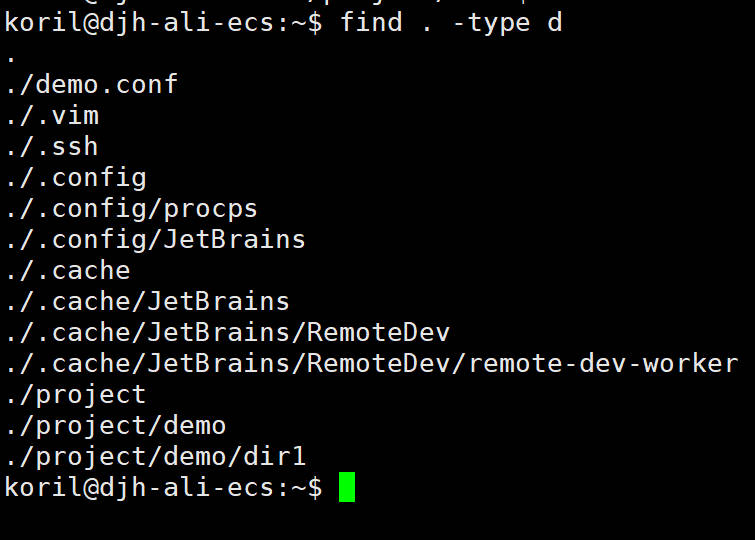 koril@djh-ali-ecs:~$ find . -type d
.
./demo.conf
./.vim
./.ssh
./.config
./.config/procps
./.config/JetBrains
./.cache
./.cache/JetBrains
./.cache/JetBrains/RemoteDev
./.cache/JetBrains/RemoteDev/remote-dev-worker
./project
./project/demo
./project/demo/dir1
koril@djh-ali-ecs:~$